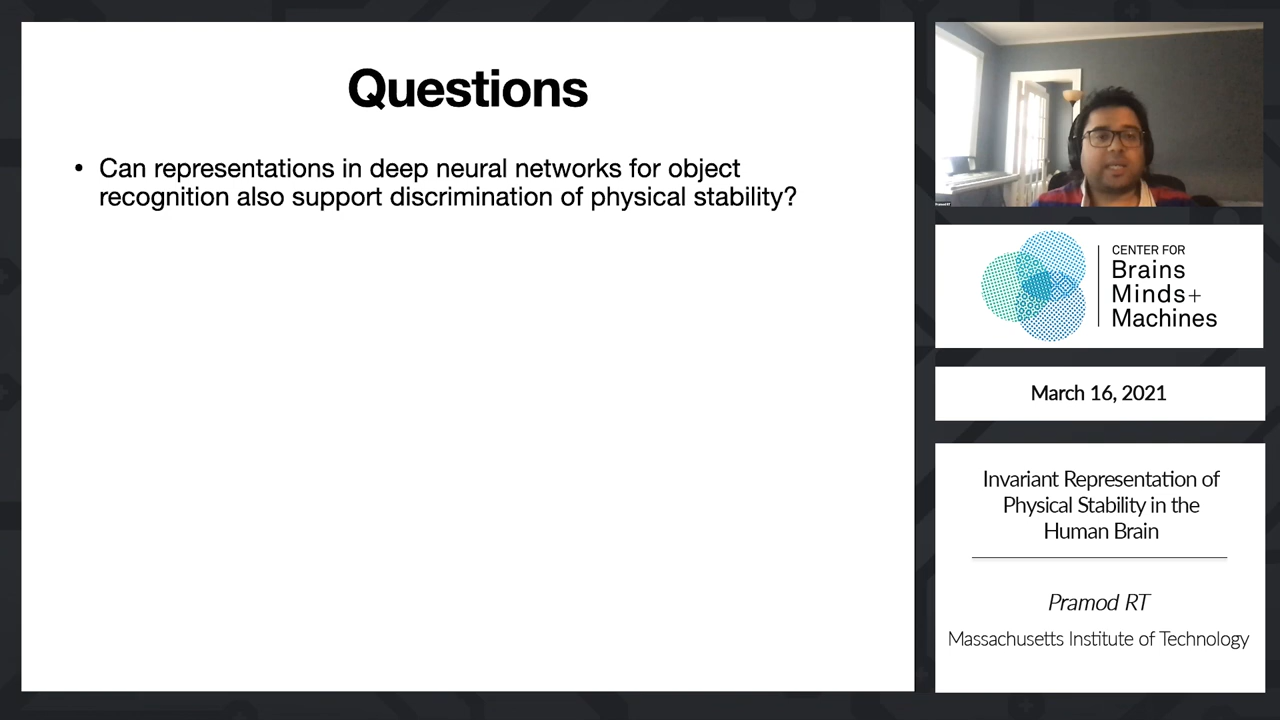 Questions
• Can representations in deep neural networks for object
recognition also support discrimination of physical stability?
Pramod RT
CENTER FOR
Brains
Minds+
Machines
March 16, 2021
Invariant Representation of
Physical Stability in the
Human Brain
Pramod RT
Massachusetts Institute of Technology